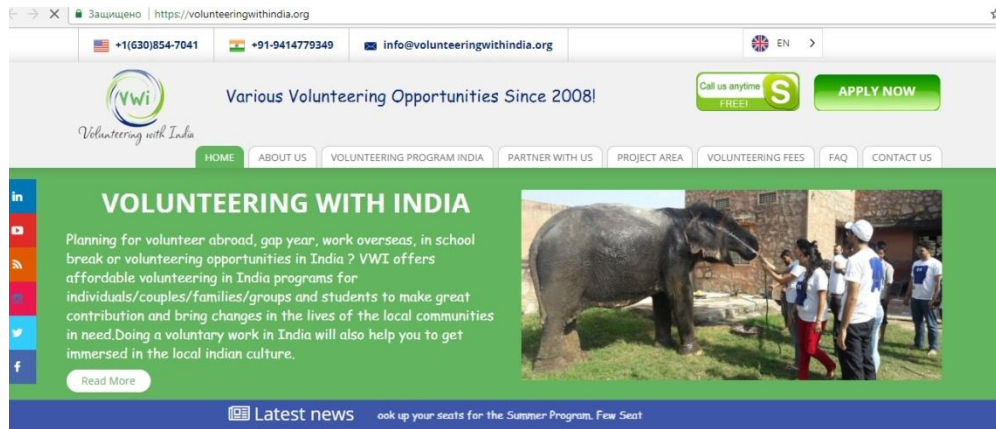 Защищено | https://volunteeringwithindia.org
+1(630)854-7041 +91-9414779349 info@volunteeringwithindia.org EN
VWi
Volunteering with India
Various Volunteering Opportunities Since 2008!
Call us anytime
FREE!
S
APPLY NOW
HOME ABOUT US VOLUNTEERING PROGRAM INDIA PARTNER WITH US PROJECT AREA VOLUNTEERING FEES FAQ CONTACT US
in
f
VOLUNTEERING WITH INDIA
Planning for volunteer abroad, gap year, work overseas, in school
break or volunteering opportunities in India ? VWI offers
affordable volunteering in India programs for
individuals/couples/families/groups and students to make great
contribution and bring changes in the lives of the local communities
in need.Doing a voluntary work in India will also help you to get
immersed in the local indian culture.
Read More
Latest news ook up your seats for the Summer Program. Few Seat